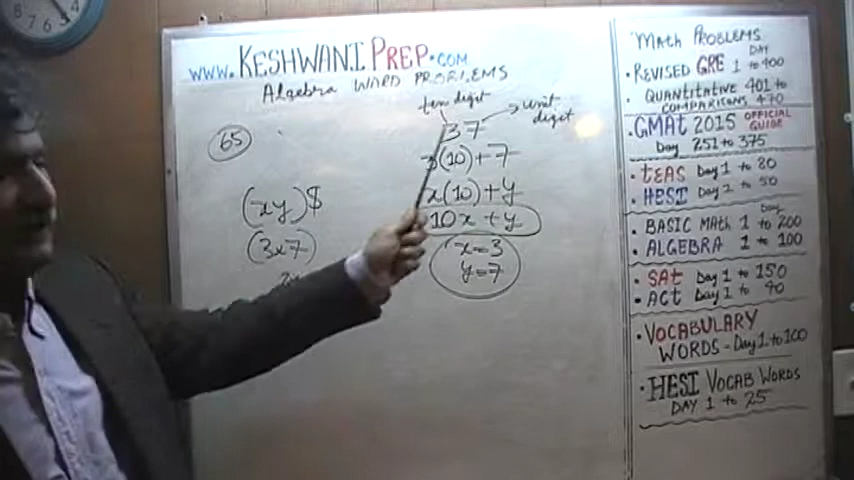 www.KESHWANIPREP.COM
Algebra WORD PROBLEMS
65
ten digit
unit digit
37
3(10)+7
x(10)+y
10x+y
x=3
y=7
(xy)$
(3x7)
MATH PROBLEMS
DAY
• REVISED GRE 1 to 400
• QUANTITATIVE 401 to
COMPARISONS 470
• GMAT 2015 OFFICIAL GUIDE
Day 251 to 375
• TEAS Day 1 to 80
• HESI Day 1 to 50
Day
• BASIC MATH 1 to 200
• ALGEBRA 1 to 100
• SAT Day 1 to 150
• ACT Day 1 to 40
• VOCABULARY
WORDS - Day 1 to 100
• HESI VOCAB WORDS
DAY 1 to 25